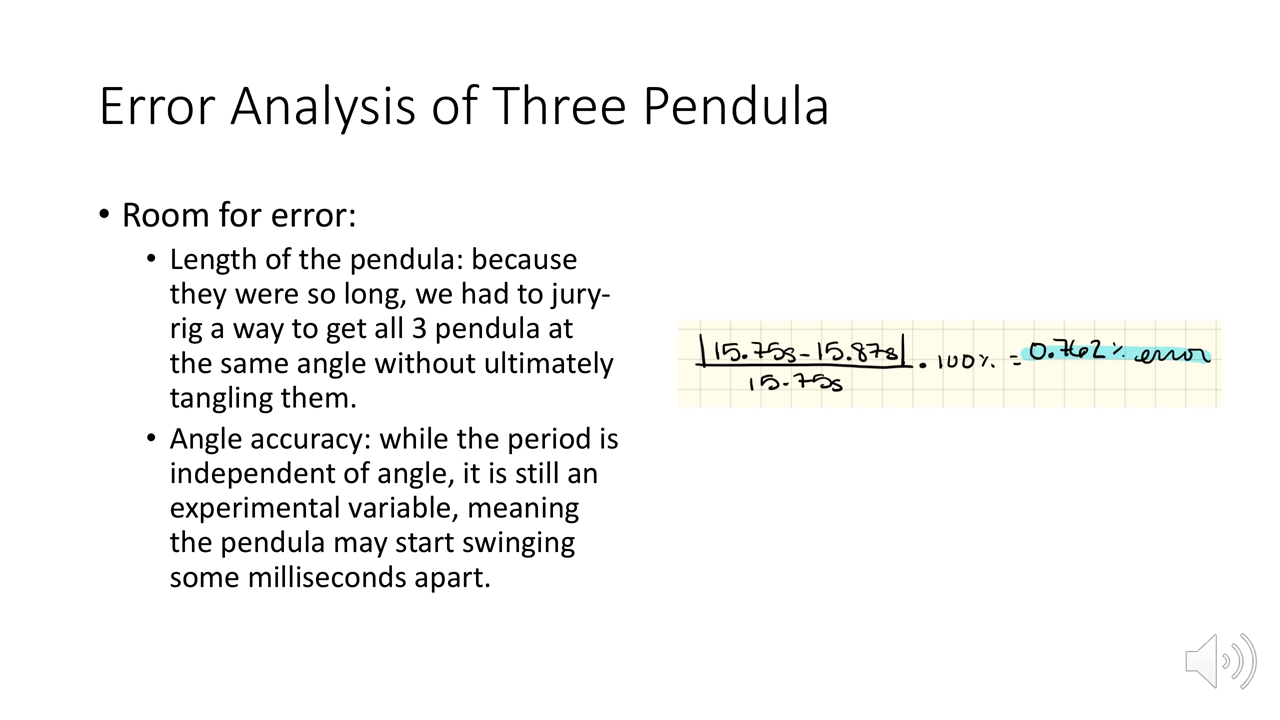 Error Analysis of Three Pendula
• Room for error:
• Length of the pendula: because
they were so long, we had to jury-
rig a way to get all 3 pendula at
the same angle without ultimately
tangling them.
• Angle accuracy: while the period is
independent of angle, it is still an
experimental variable, meaning
the pendula may start swinging
some milliseconds apart.
|15.75s - 15.87s|
15.75s
• 100% = 0.762% error